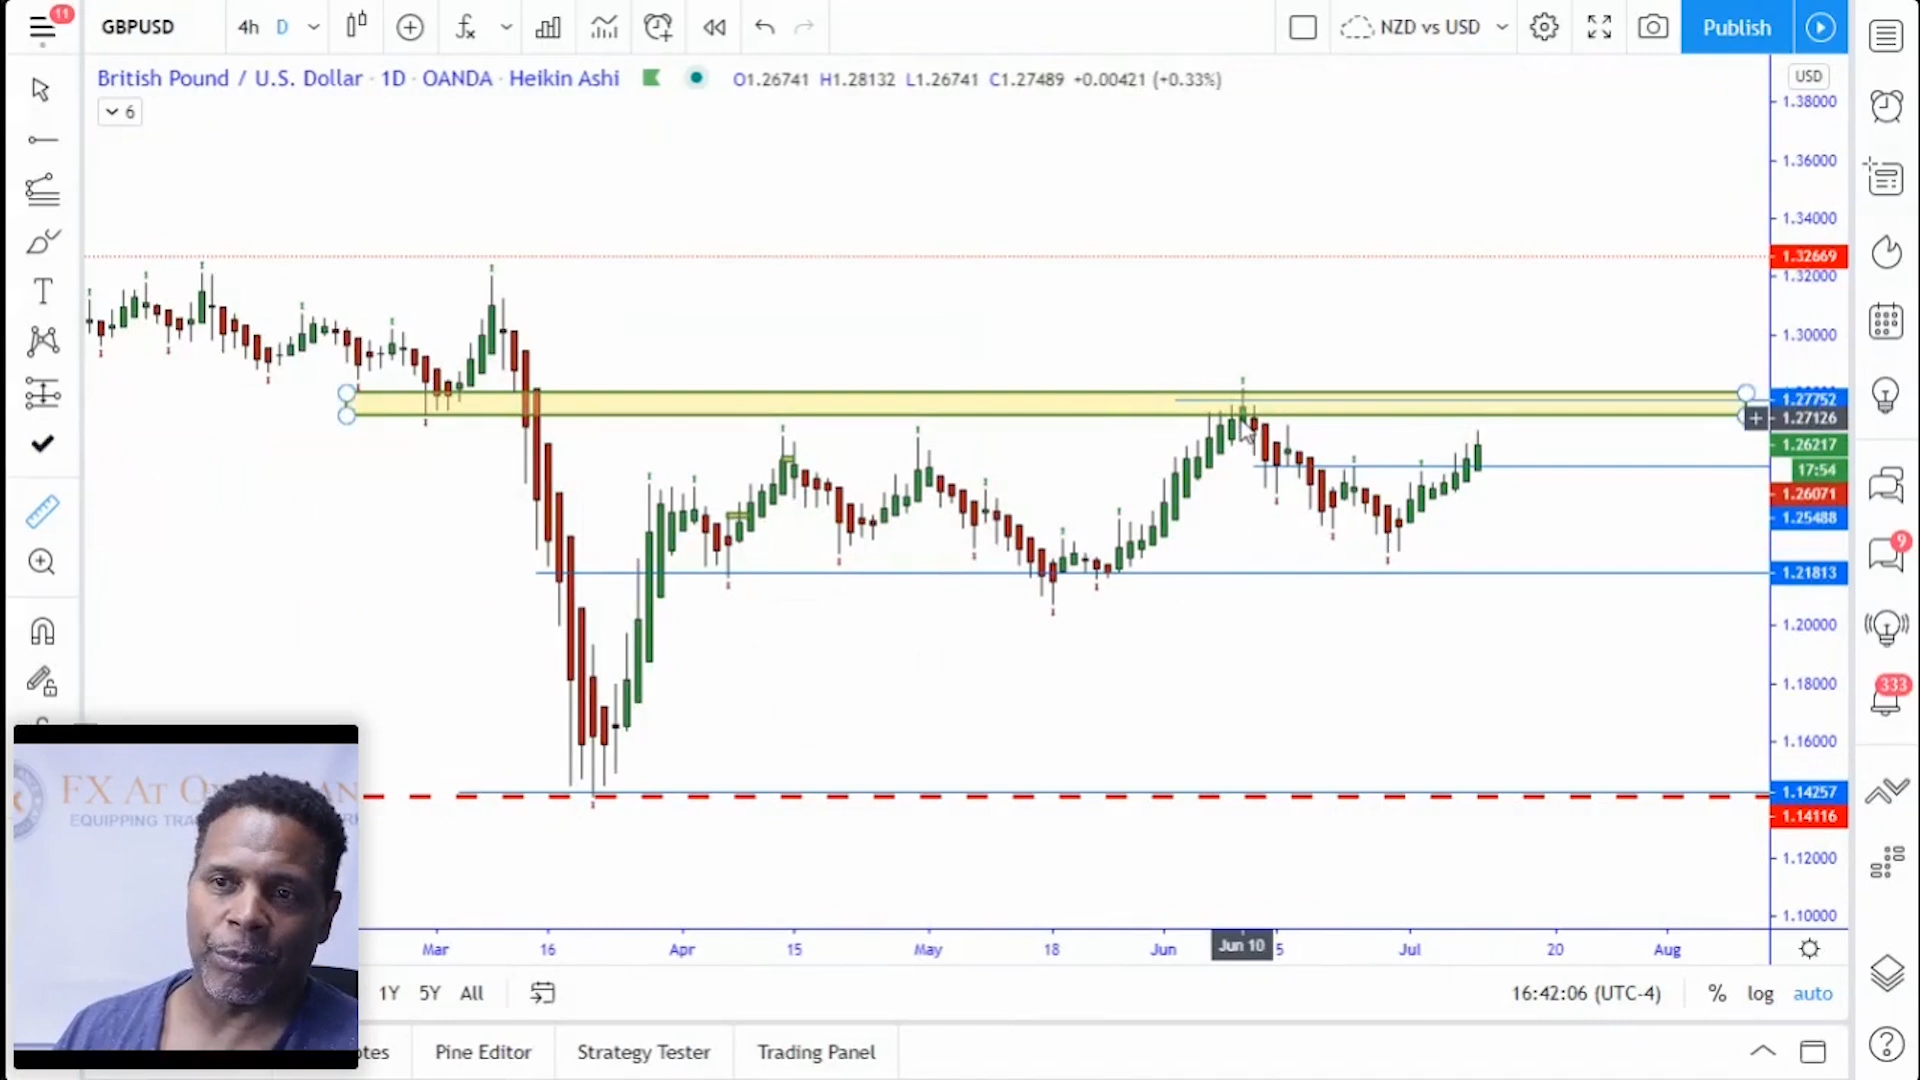 11
GBPUSD
4h D
NZD vs USD
Publish
British Pound / U.S. Dollar · 1D · OANDA · Heikin Ashi
O1.26741 H1.28132 L1.26741 C1.27489 +0.00421 (+0.33%)
6
USD
1.38000
1.36000
1.34000
1.32669
1.32000
1.30000
1.27752
1.27126
1.26217
17:54
1.26071
1.25488
1.21813
1.20000
1.18000
1.16000
1.14257
1.14116
1.12000
1.10000
9
333
FX At O
EQUIPPING TRA
Mar 16 Apr 15 May 18 Jun Jun 10 5 Jul 20 Aug
1Y 5Y All
16:42:06 (UTC-4) % log auto
otes Pine Editor Strategy Tester Trading Panel